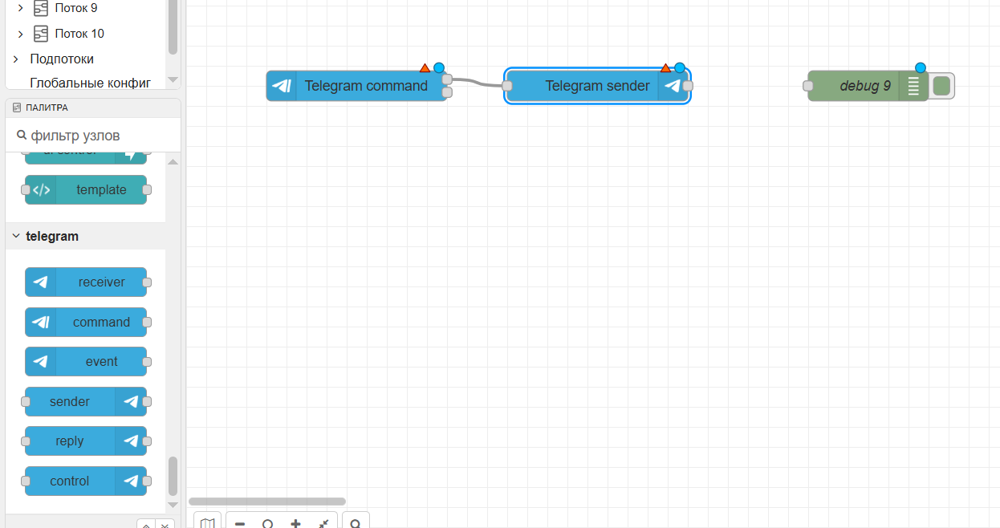 Поток 9
Поток 10
Подпотоки
Глобальные конфиг
ПАЛИТРА
фильтр узлов
template
telegram
receiver
command
event
sender
reply
control
Telegram command
Telegram sender
debug 9